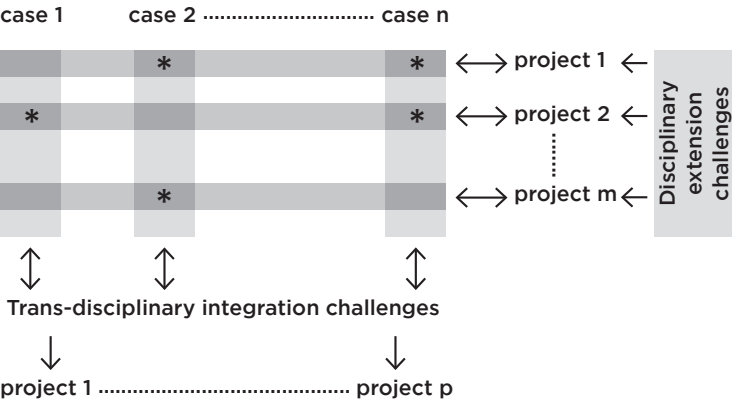 case 1 case 2 ........................ case n
* * project 1
* * project 2
* project m
Disciplinary
extension
challenges
Trans-disciplinary integration challenges
project 1 ........................ project p